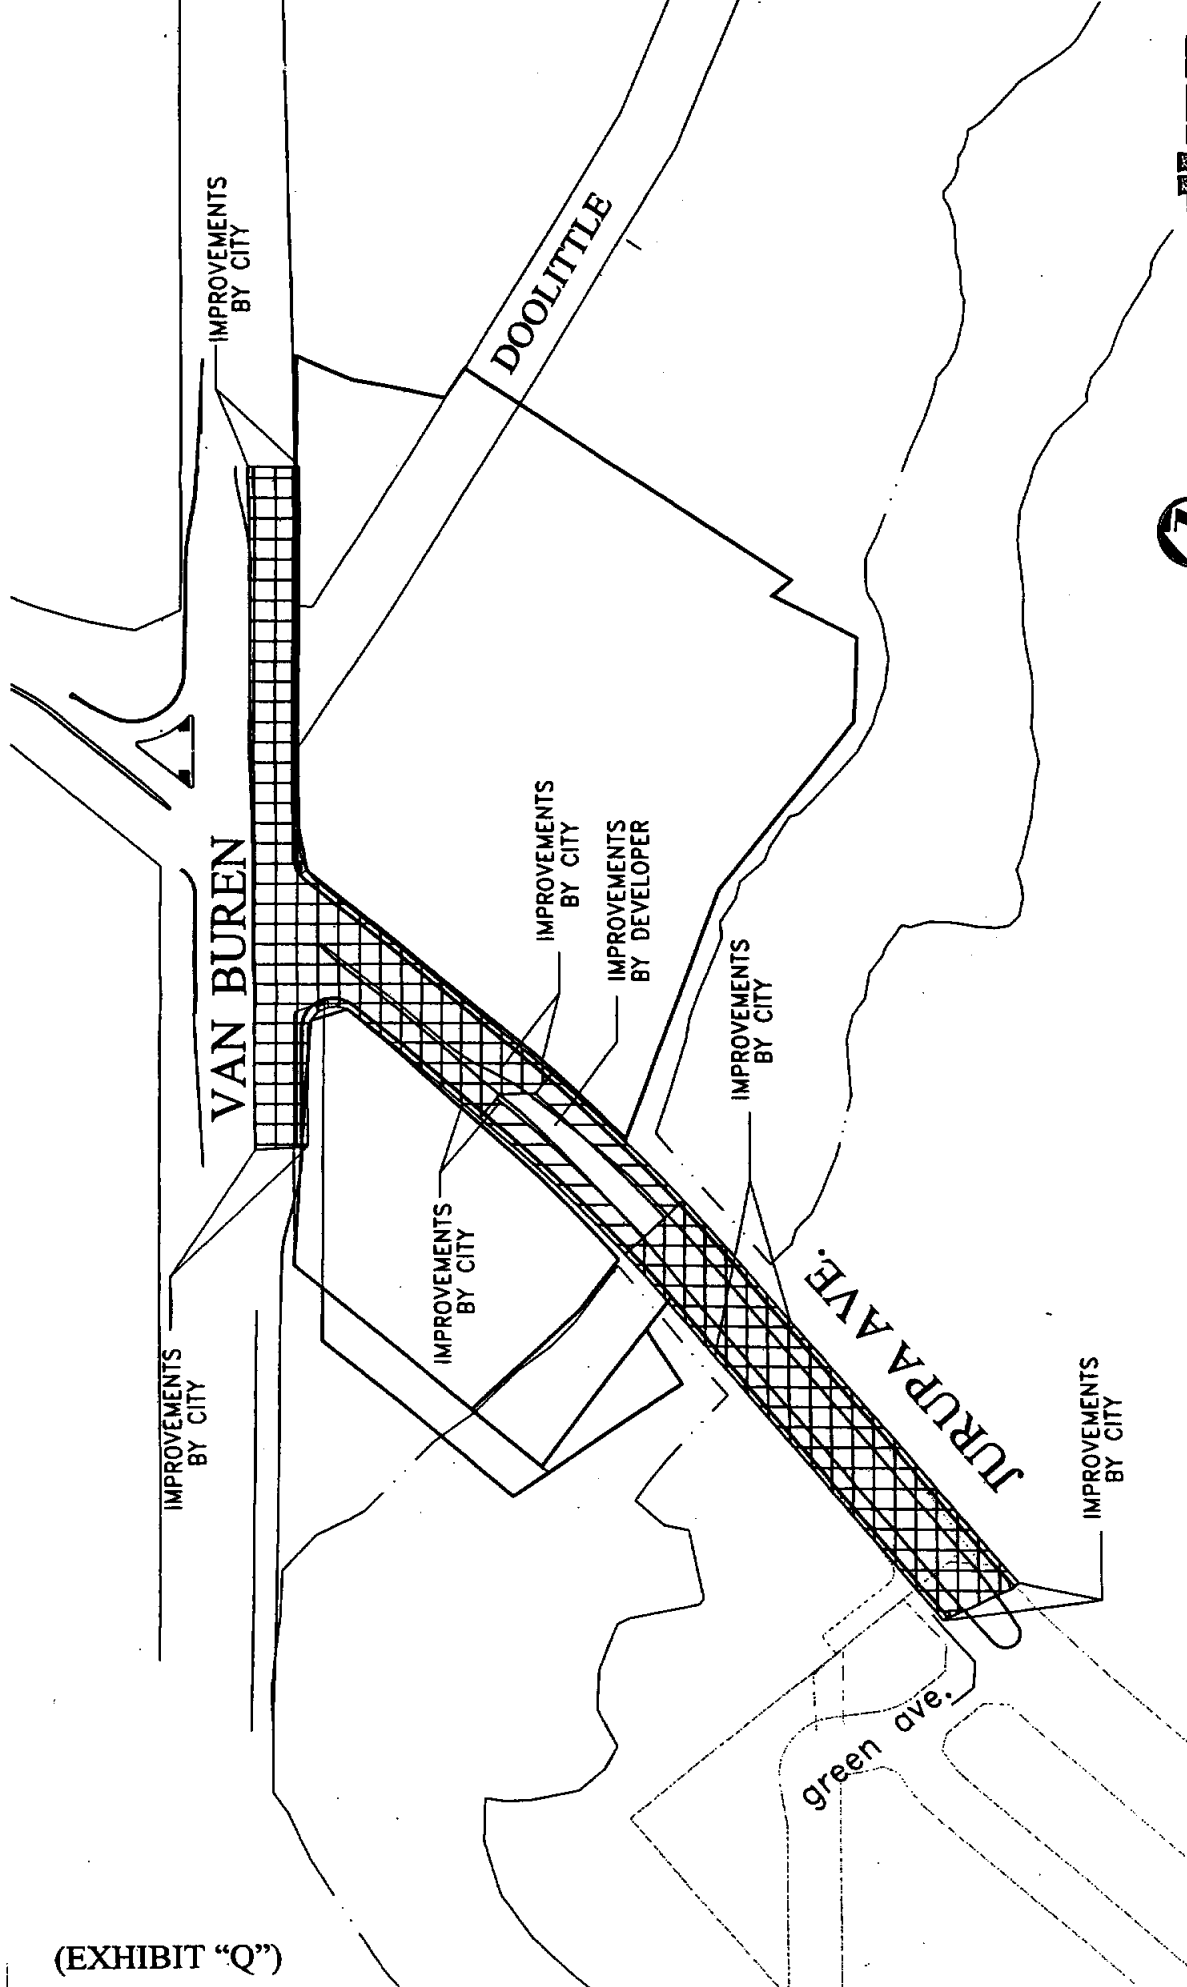 IMPROVEMENTS
BY CITY
DOOLITTLE
VAN BUREN
IMPROVEMENTS
BY CITY
IMPROVEMENTS
BY DEVELOPER
IMPROVEMENTS
BY CITY
IMPROVEMENTS
BY CITY
JURUPA AVE.
IMPROVEMENTS
BY CITY
IMPROVEMENTS
BY CITY
green ave.
(EXHIBIT “Q”)